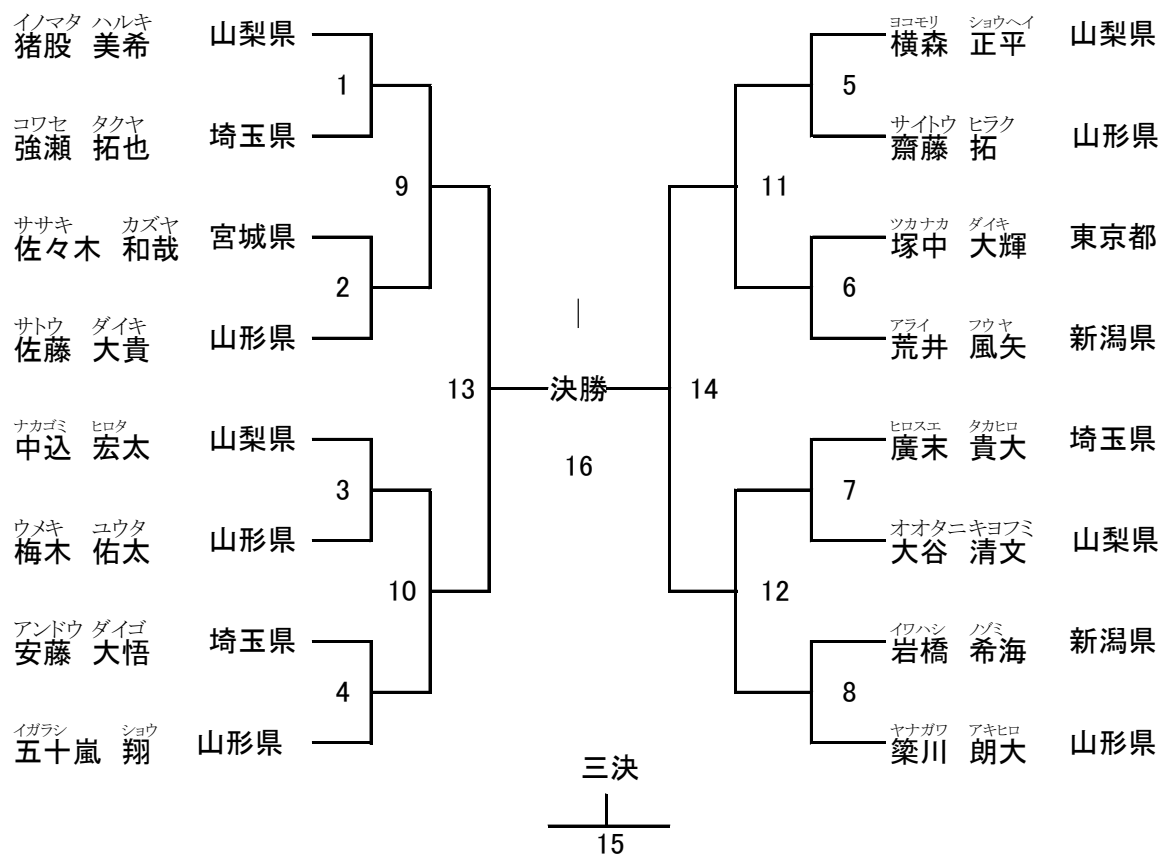 イノマタ ハルキ
猪股 美希 山梨県
1
コワセ タクヤ
強瀬 拓也 埼玉県
9
ササキ カズヤ
佐々木 和哉 宮城県
2
サトウ ダイキ
佐藤 大貴 山形県
13
ナカゴミ ヒロタ
中込 宏太 山梨県
3
ウメキ ユウタ
梅木 佑太 山形県
10
アンドウ ダイゴ
安藤 大悟 埼玉県
4
イガラシ ショウ
五十嵐 翔 山形県
決勝
16
三決
15
ヨコモリ ショウヘイ
横森 正平 山梨県
5
サイトウ ヒラク
齋藤 拓 山形県
11
ツカナカ ダイキ
塚中 大輝 東京都
6
アライ フウヤ
荒井 風矢 新潟県
14
ヒロスエ タカヒロ
廣末 貴大 埼玉県
7
オオタニ キヨフミ
大谷 清文 山梨県
12
イワハシ ノゾミ
岩橋 希海 新潟県
8
ヤナガワ アキヒロ
簗川 朗大 山形県